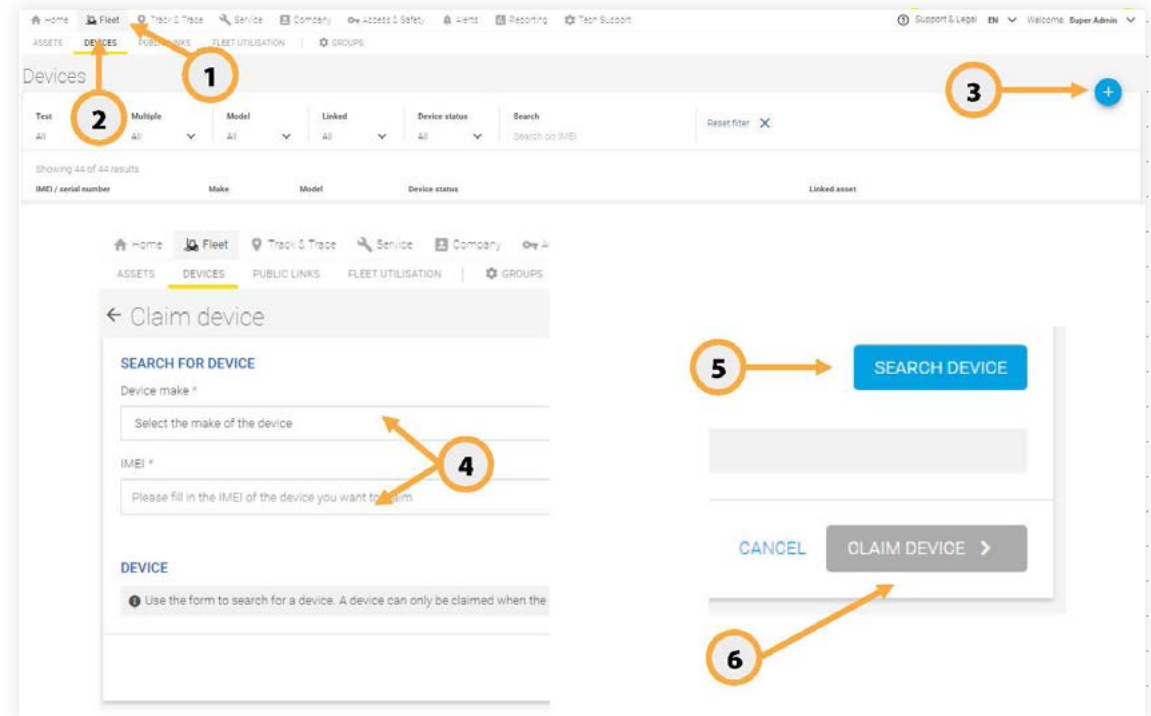 Home Fleet Track & Trace Service Company Access & Safety Alerts Reporting Tech Support Support & Legal EN Welcome, Super Admin
ASSETS DEVICES PUBLIC LINKS FLEET UTILISATION GROUPS
1
Devices
3
+
2
Test Multiple Model Linked Device status Search
All All All All All Search on IMEI
Reset filter X
Showing 44 of 44 results
IMEI / serial number Make Model Device status Linked asset
Home Fleet Track & Trace Service Company
ASSETS DEVICES PUBLIC LINKS FLEET UTILISATION GROUPS
Claim device
SEARCH FOR DEVICE
Device make *
Select the make of the device
4
IMEI *
Please fill in the IMEI of the device you want to claim
DEVICE
Use the form to search for a device. A device can only be claimed when the
5
SEARCH DEVICE
CANCEL CLAIM DEVICE
6